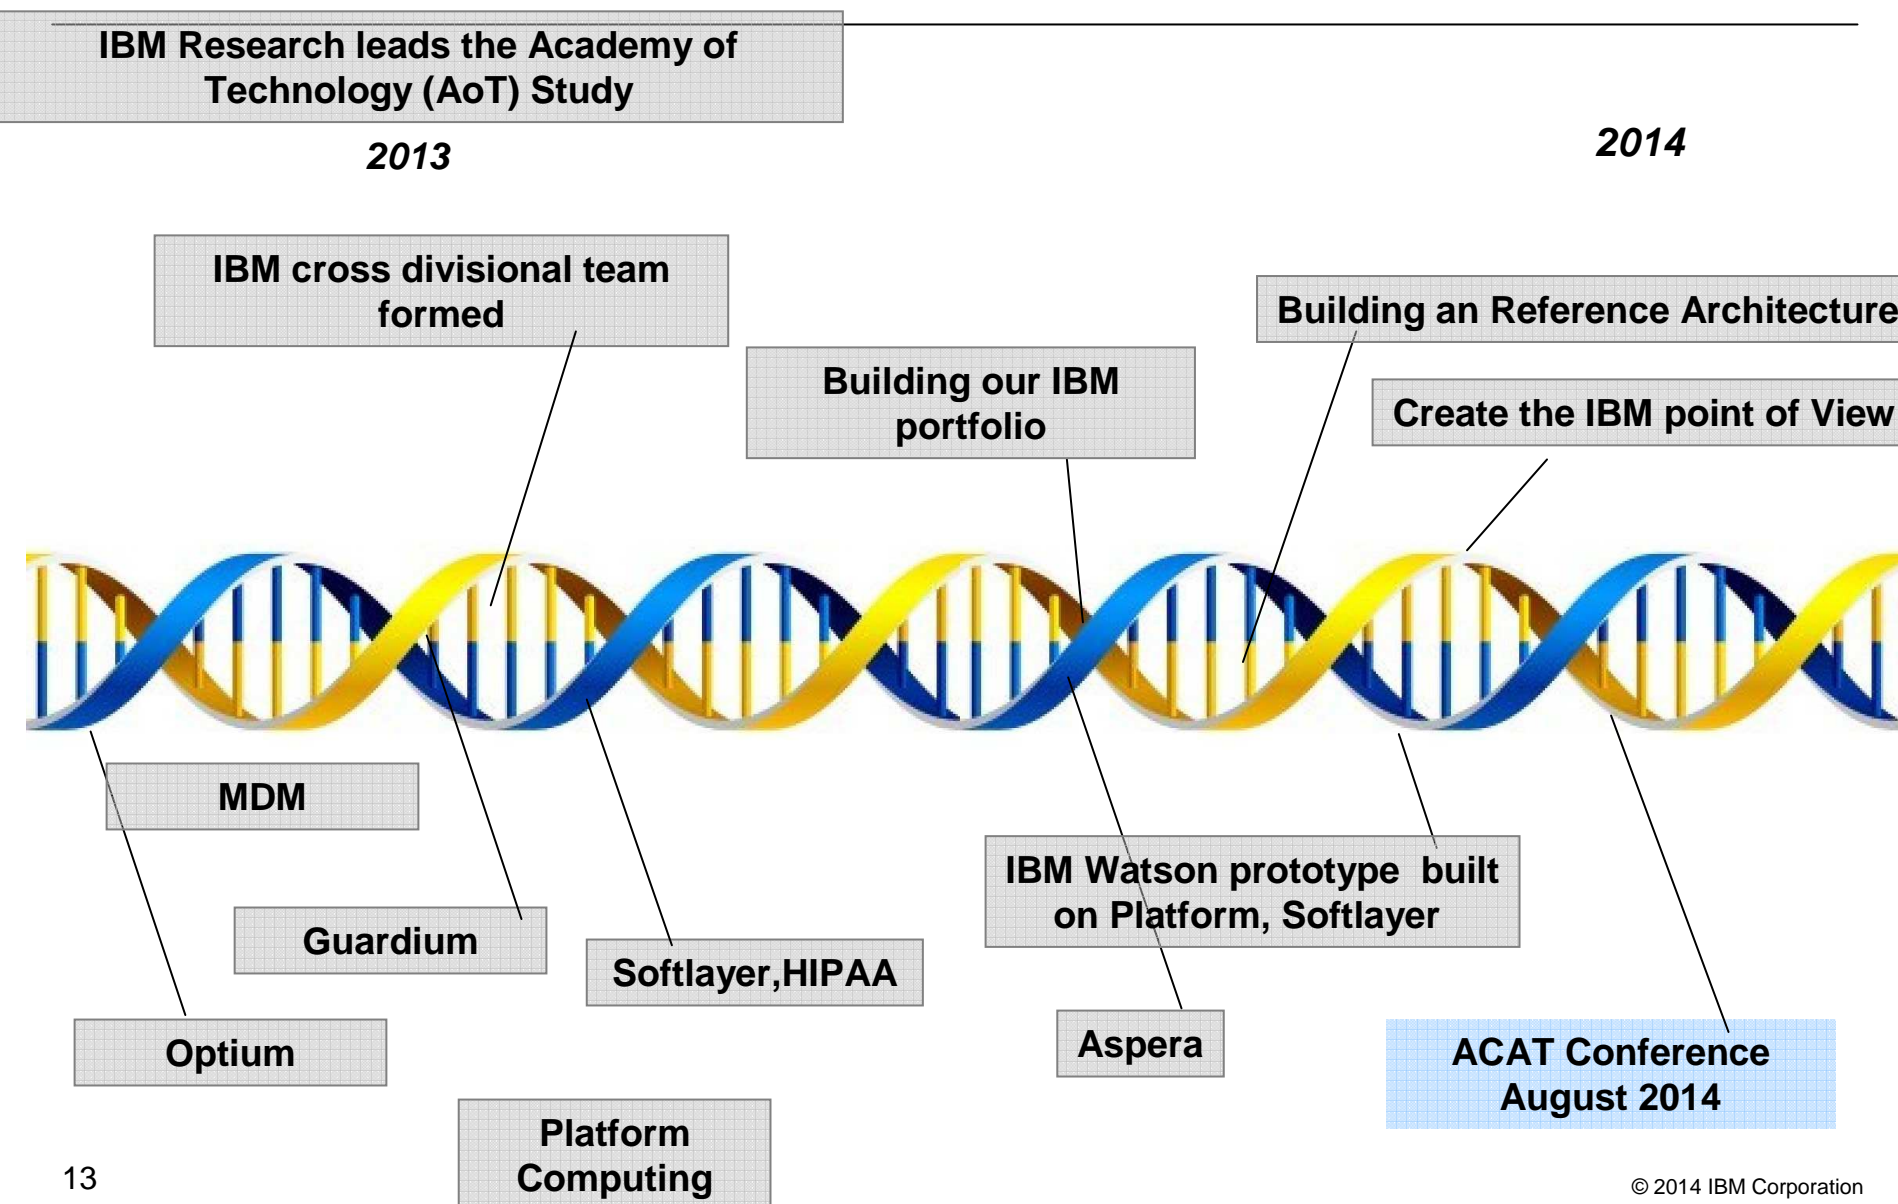 IBM Research leads the Academy of
Technology (AoT) Study
2013
2014
IBM cross divisional team
formed
Building an Reference Architecture
Building our IBM
portfolio
Create the IBM point of View
MDM
IBM Watson prototype  built
on Platform, Softlayer
Guardium
Softlayer,HIPAA
Optium
Aspera
ACAT Conference
August 2014
Platform
Computing
13
© 2014 IBM Corporation